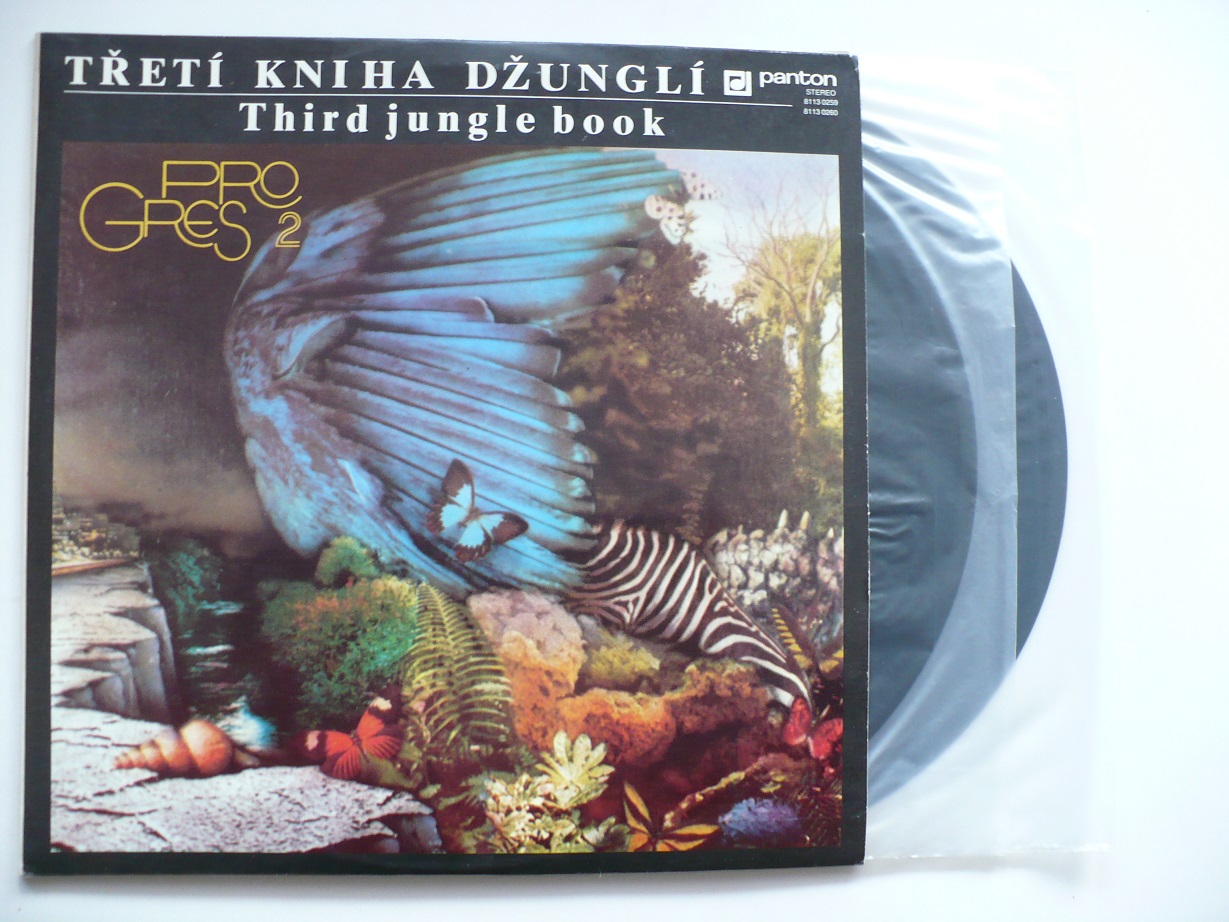 TŘETÍ KNIHA DŽUNGLÍ
panton
STEREO
8113 0259
8113 0260
Third jungle book
PRO
GRES 2